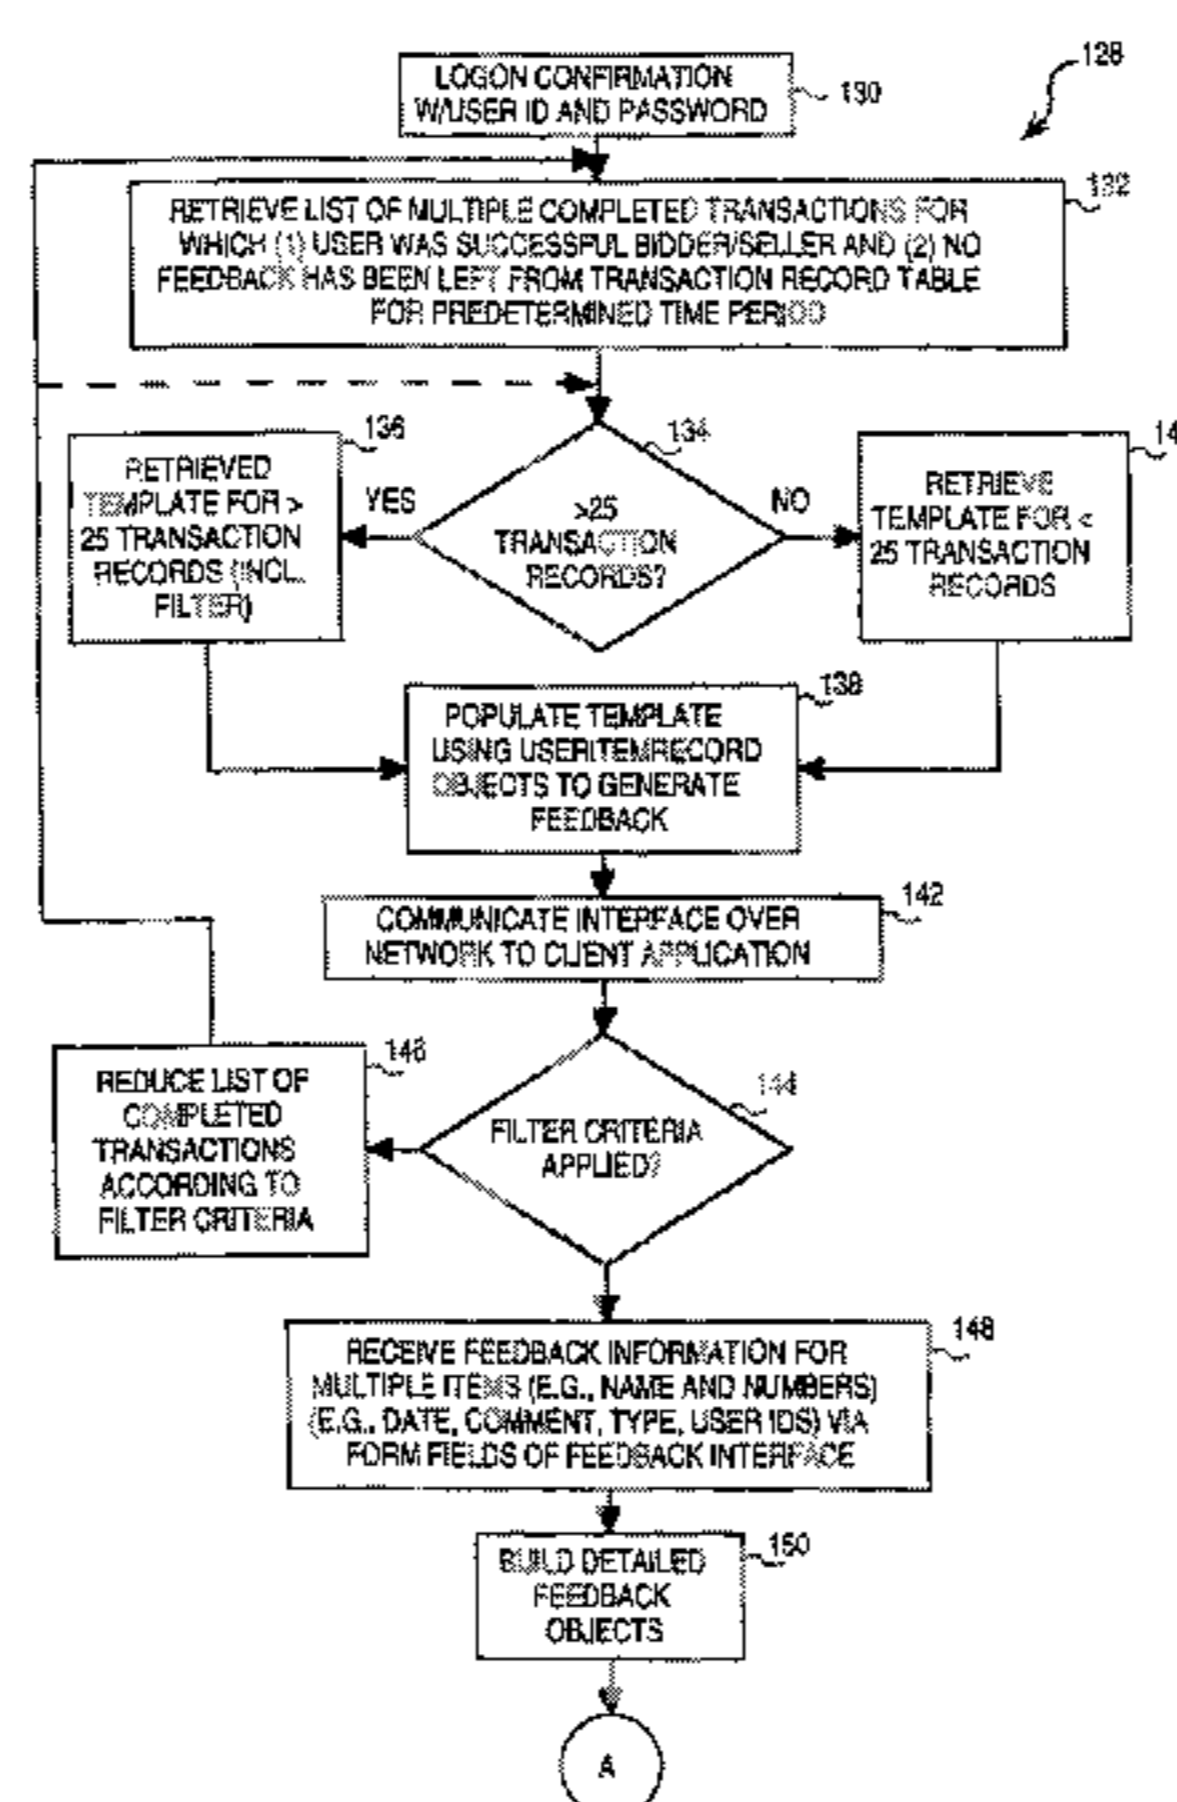 128
LOGON CONFIRMATION
W/USER ID AND PASSWORD
130
132
RETRIEVE LIST OF MULTIPLE COMPLETED TRANSACTIONS FOR
WHICH (1) USER WAS SUCCESSFUL BIDDER/SELLER AND (2) NO
FEEDBACK HAS BEEN LEFT FROM TRANSACTION RECORD TABLE
FOR PREDETERMINED TIME PERIOD
136
RETRIEVED
TEMPLATE FOR >
25 TRANSACTION
RECORDS (INCL.
FILTER)
YES
134
>25
TRANSACTION
RECORDS?
NO
14
RETRIEVE
TEMPLATE FOR <
25 TRANSACTION
RECORDS
138
POPULATE TEMPLATE
USING USERITEMRECORD
OBJECTS TO GENERATE
FEEDBACK
142
COMMUNICATE INTERFACE OVER
NETWORK TO CLIENT APPLICATION
146
REDUCE LIST OF
COMPLETED
TRANSACTIONS
ACCORDING TO
FILTER CRITERIA
144
FILTER CRITERIA
APPLIED?
148
RECEIVE FEEDBACK INFORMATION FOR
MULTIPLE ITEMS (E.G., NAME AND NUMBERS)
(E.G., DATE, COMMENT, TYPE, USER IDS) VIA
FORM FIELDS OF FEEDBACK INTERFACE
150
BUILD DETAILED
FEEDBACK
OBJECTS
A